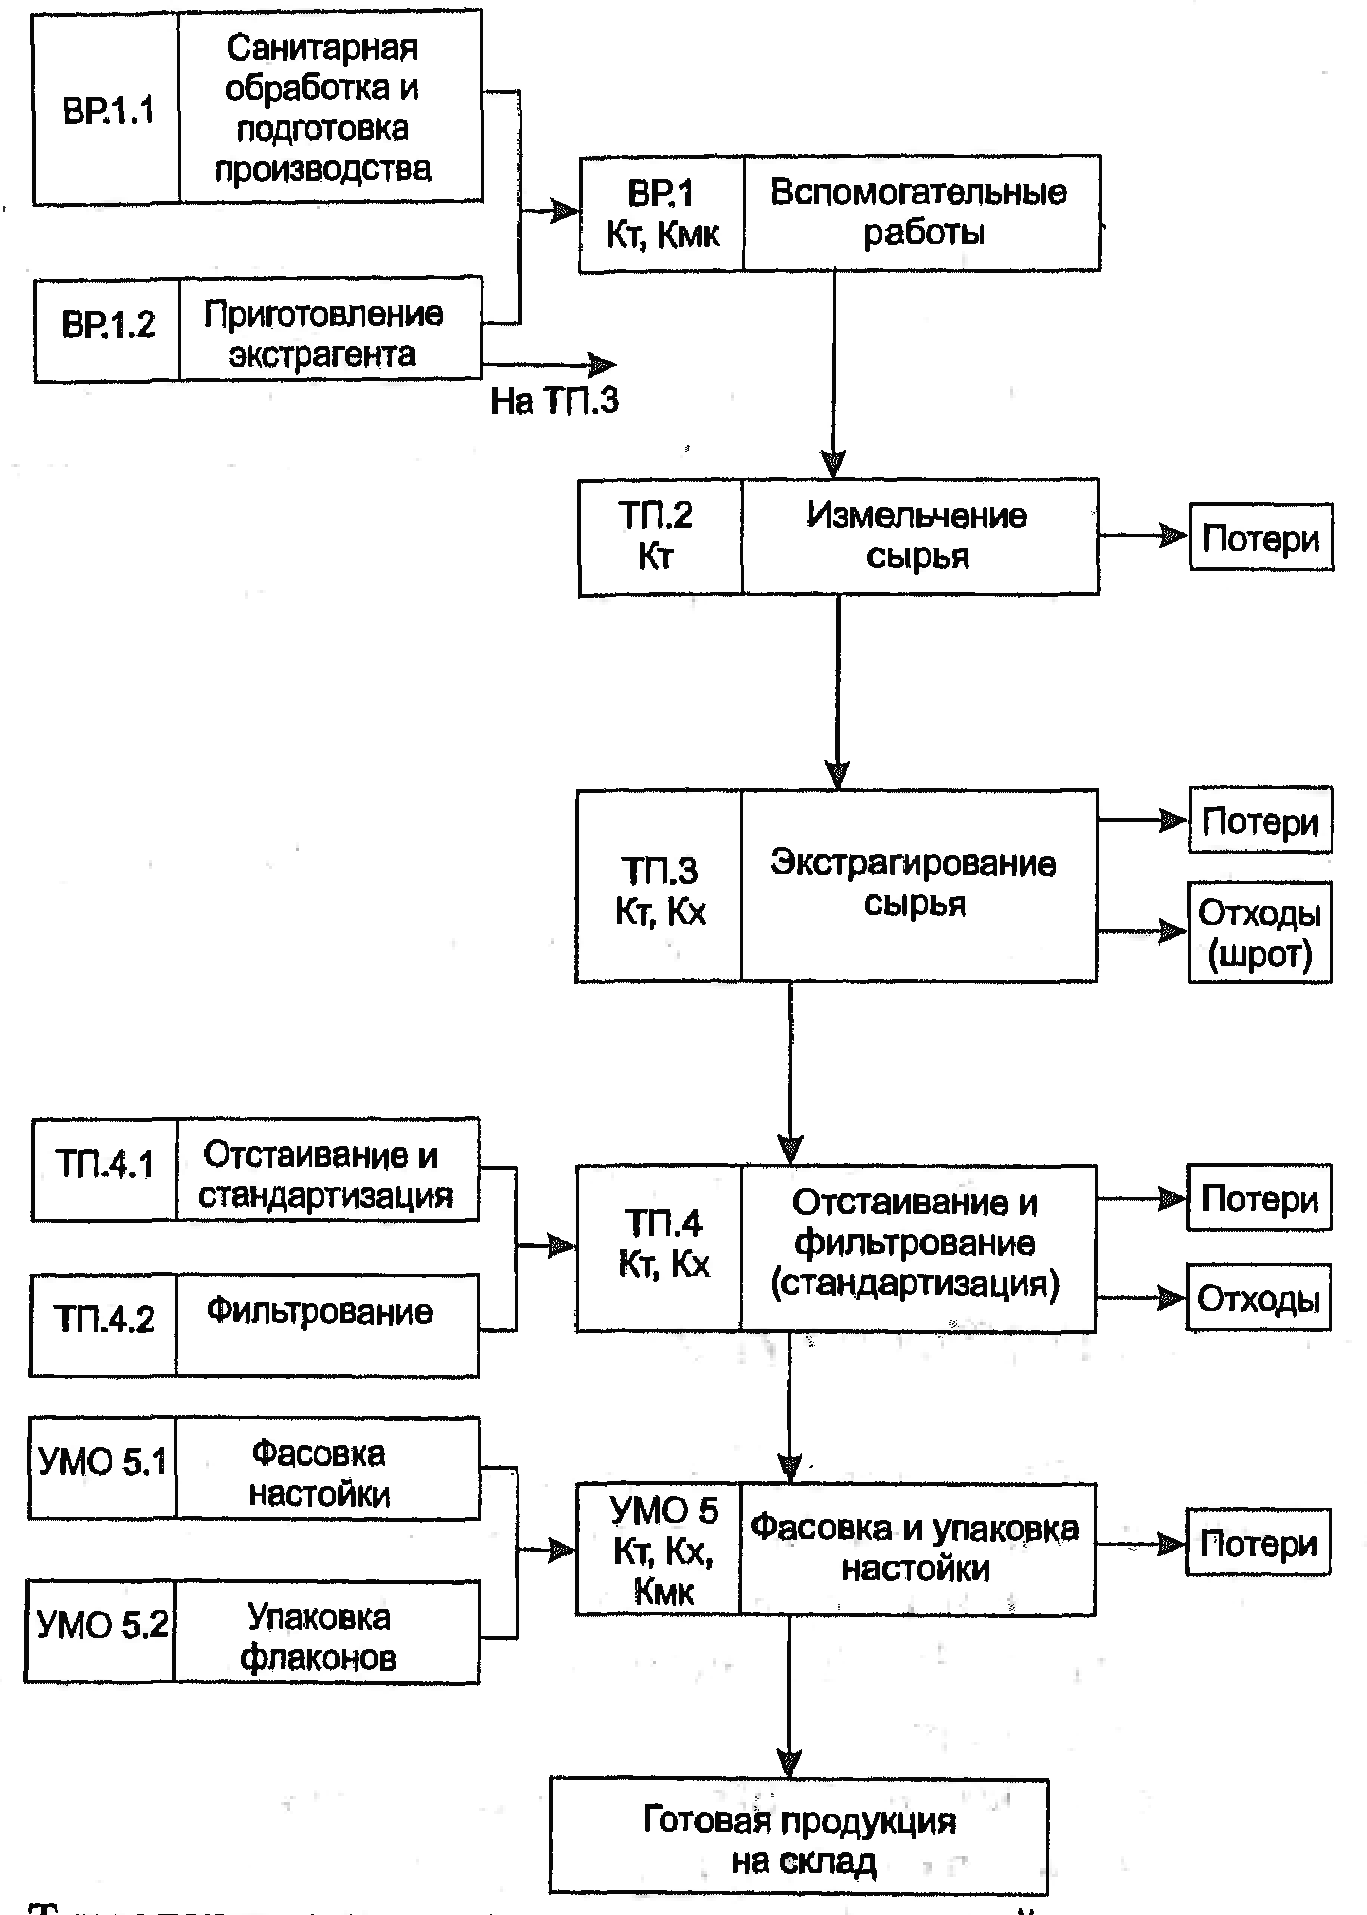 ВР.1.1
Санитарная
обработка и
подготовка
производства
ВР.1
Кт, Кмк
Вспомогательные
работы
ВР.1.2
Приготовление
экстрагента
На ТП.3
ТП.2
Кт
Измельчение
сырья
Потери
ТП.3
Кт, Кх
Экстрагирование
сырья
Потери
Отходы
(шрот)
ТП.4.1
Отстаивание и
стандартизация
ТП.4
Кт, Кх
Отстаивание и
фильтрование
(стандартизация)
Потери
Отходы
ТП.4.2
Фильтрование
УМО 5.1
Фасовка
настойки
УМО 5
Кт, Кх,
Кмк
Фасовка и упаковка
настойки
Потери
УМО 5.2
Упаковка
флаконов
Готовая продукция
на склад